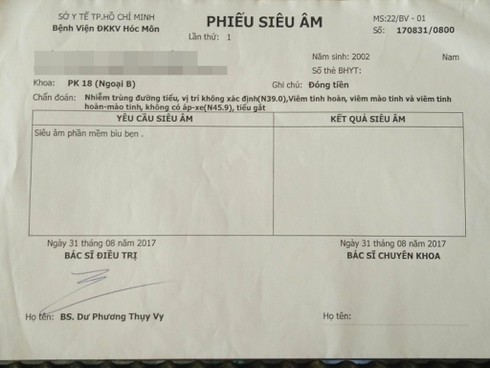 SỞ Y TẾ TP.HỒ CHÍ MINH
Bệnh Viện ĐKKV Hóc Môn
PHIẾU SIÊU ÂM
Lần thứ: 1
MS:22/BV - 01
Số: 170831/0800
Năm sinh: 2002 Nam
Số thẻ BHYT:
Khoa: PK 18 (Ngoại B) Ghi chú: Đóng tiền
Chẩn đoán: Nhiễm trùng đường tiểu, vị trí không xác định(N39.0),Viêm tinh hoàn, viêm mào tinh và viêm tinh
hoàn-mào tinh, không có áp-xe(N45.9), tiểu gắt
YÊU CẦU SIÊU ÂM KẾT QUẢ SIÊU ÂM
Siêu âm phần mềm bìu bẹn .
Ngày 31 tháng 08 năm 2017 Ngày 31 tháng 08 năm 2017
BÁC SĨ ĐIỀU TRỊ BÁC SĨ CHUYÊN KHOA
Họ tên: BS. Dư Phương Thụy Vy Họ tên: